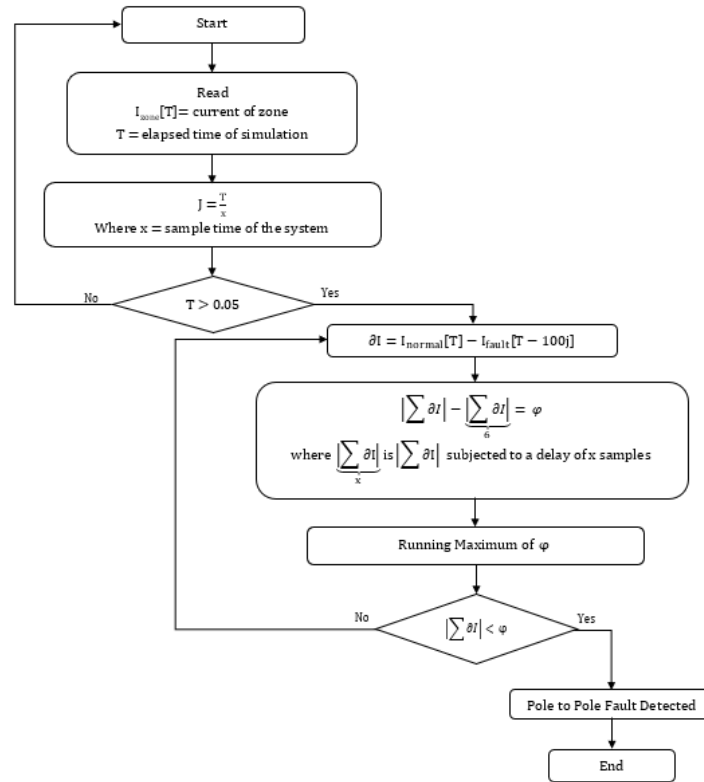 Start
Read
I_zone[T]= current of zone
T = elapsed time of simulation
J = T/x
Where x = sample time of the system
No
T > 0.05
Yes
∂I = I_normal[T] − I_fault[T − 100j]
|∑ ∂I| − |∑ ∂I| = φ
6
where |∑ ∂I| is |∑ ∂I| subjected to a delay of x samples
x
Running Maximum of φ
No
|∑ ∂I| < φ
Yes
Pole to Pole Fault Detected
End